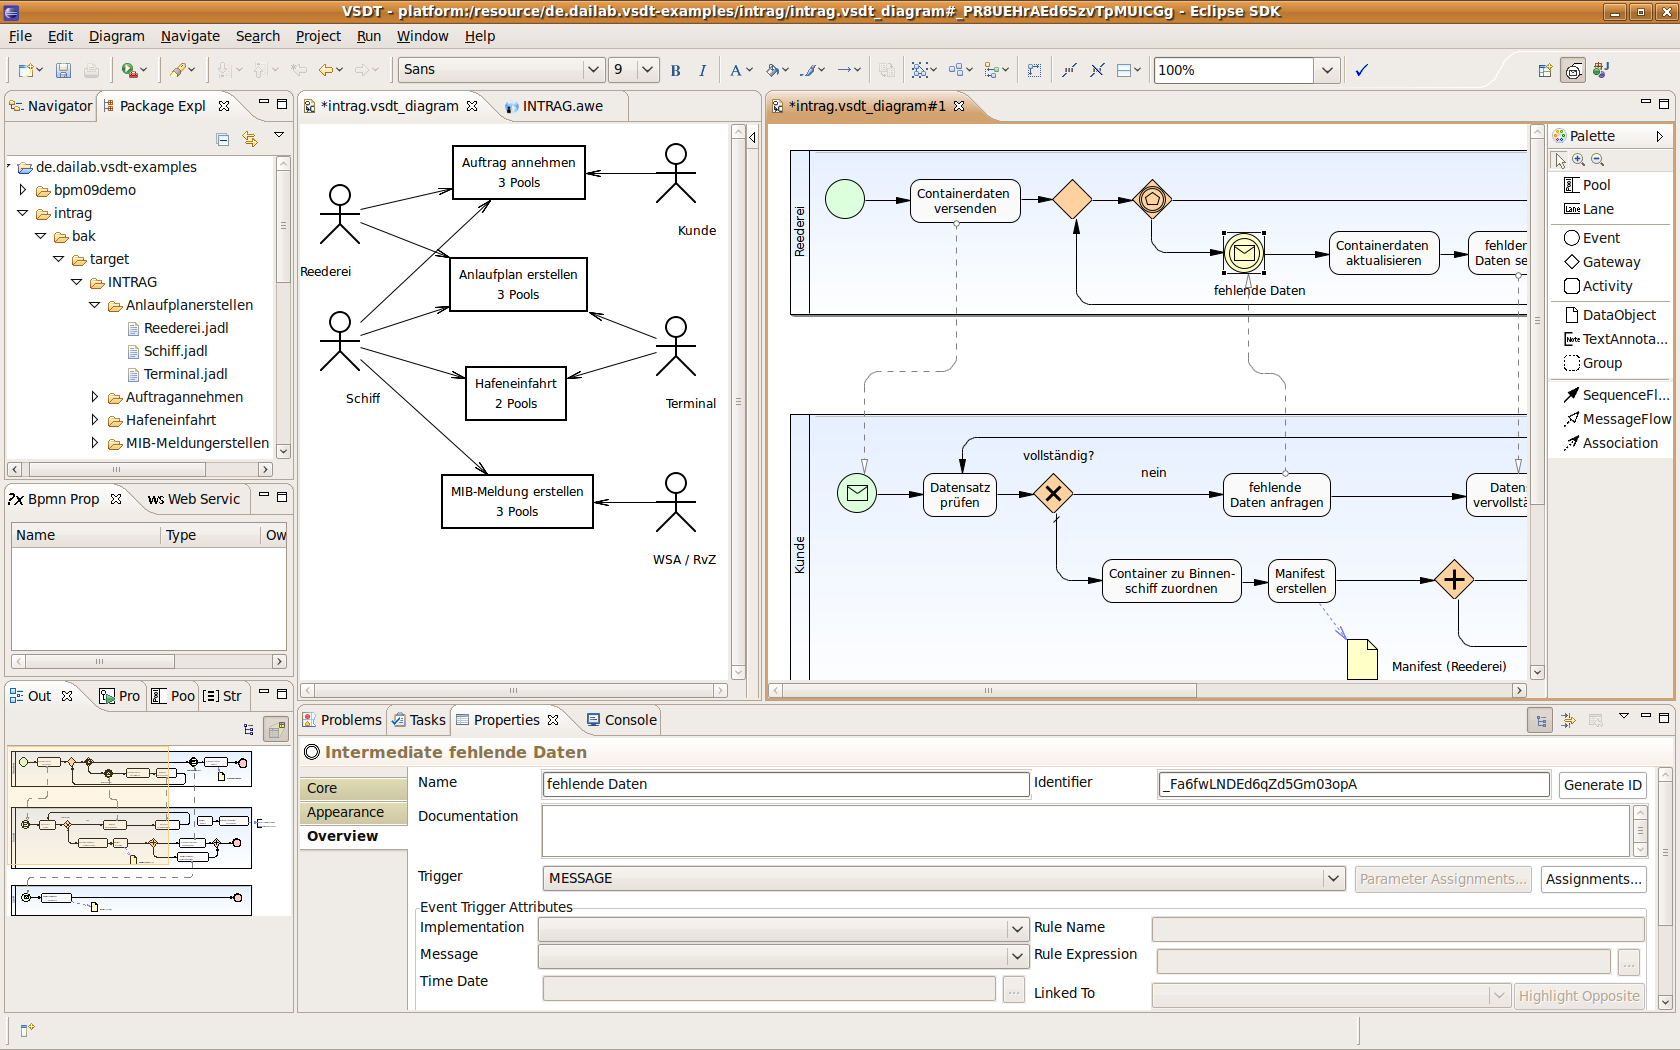 VSDT - platform:/resource/de.dailab.vsdt-examples/intrag/intrag.vsdt_diagram#_PR8UEHrAEd6SzvTpMUICGg - Eclipse SDK
File Edit Diagram Navigate Search Project Run Window Help
Sans 9 B I A 100%
Navigator Package Expl
de.dailab.vsdt-examples
bpm09demo
intrag
bak
target
INTRAG
Anlaufplanerstellen
Reederei.jadl
Schiff.jadl
Terminal.jadl
Auftragannehmen
Hafeneinfahrt
MIB-Meldungerstellen
?x Bpmn Prop ws Web Servic
Name Type Ow
Out Pro Poo Str
*intrag.vsdt_diagram INTRAG.awe
Auftrag annehmen
3 Pools
Kunde
Reederei
Anlaufplan erstellen
3 Pools
Schiff
Hafeneinfahrt
2 Pools
Terminal
MIB-Meldung erstellen
3 Pools
WSA / RvZ
*intrag.vsdt_diagram#1
Reederei
Containerdaten
versenden
fehlende Daten
Containerdaten
aktualisieren
fehlder
Daten se
Kunde
vollständig?
nein
Datensatz
prüfen
fehlende
Daten anfragen
Daten
vervollstä
Container zu Binnen-
schiff zuordnen
Manifest
erstellen
Manifest (Reederei)
Palette
Pool
Lane
Event
Gateway
Activity
DataObject
TextAnnota...
Group
SequenceFl...
MessageFlow
Association
Problems Tasks Properties Console
Intermediate fehlende Daten
Core
Appearance
Overview
Name fehlende Daten Identifier _Fa6fwLNDEd6qZd5Gm03opA Generate ID
Documentation
Trigger MESSAGE Parameter Assignments... Assignments...
Event Trigger Attributes
Implementation Rule Name
Message Rule Expression ...
Time Date ... Linked To Highlight Opposite